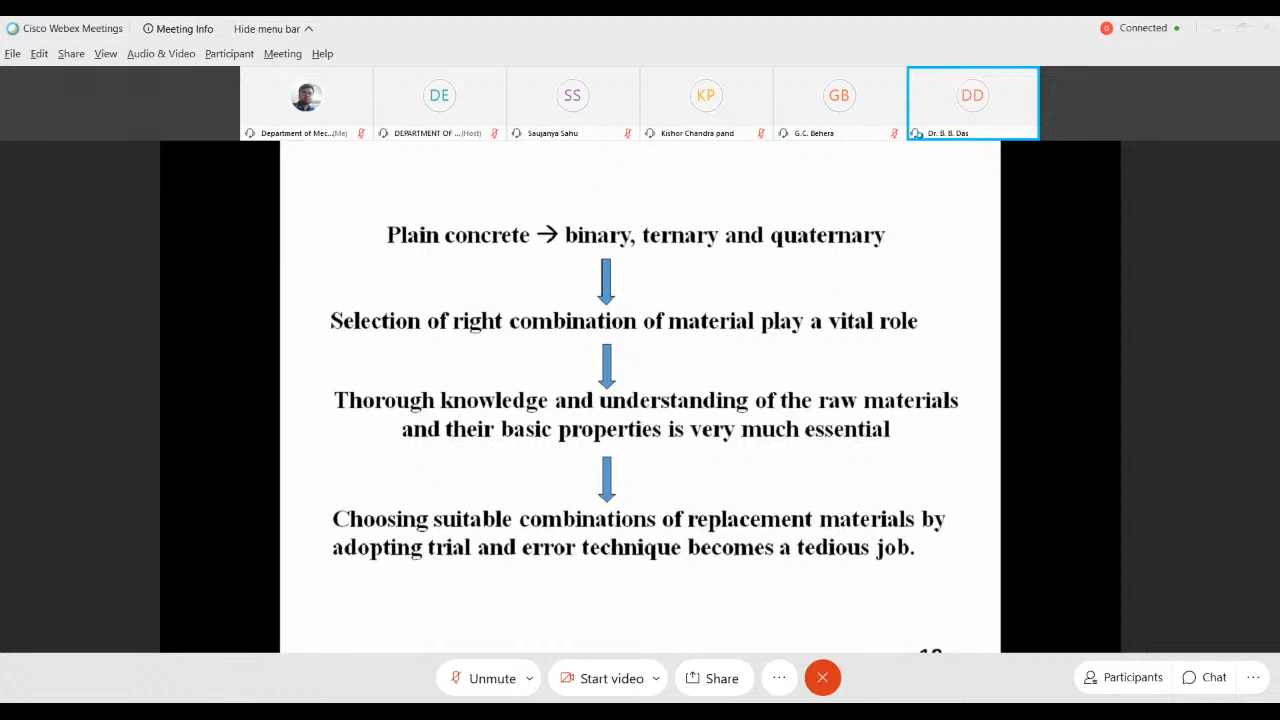 Cisco Webex Meetings Meeting Info Hide menu bar Connected
File Edit Share View Audio & Video Participant Meeting Help
DE SS KP GB DD
Department of Mec... (Me) DEPARTMENT OF ... (Host) Saujanya Sahu Kishor Chandra pand G.C. Behera Dr. B. B. Das
Plain concrete → binary, ternary and quaternary
Selection of right combination of material play a vital role
Thorough knowledge and understanding of the raw materials
and their basic properties is very much essential
Choosing suitable combinations of replacement materials by
adopting trial and error technique becomes a tedious job.
Unmute Start video Share ... Participants Chat ...